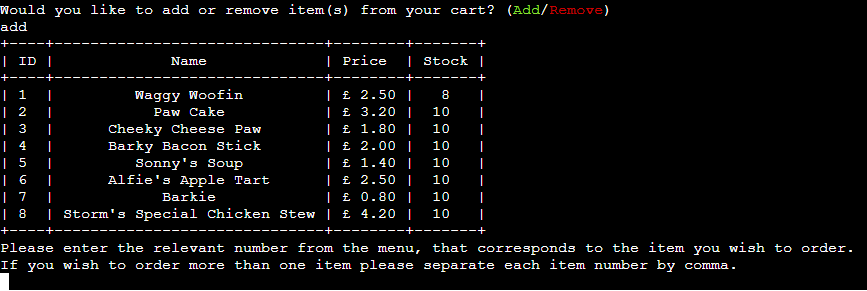 Would you like to add or remove item(s) from your cart? (Add/Remove)
add
+----+------------------------------+--------+-------+
| ID |             Name             | Price  | Stock |
+----+------------------------------+--------+-------+
| 1  |         Waggy Woofin         | £ 2.50 |   8   |
| 2  |           Paw Cake           | £ 3.20 |  10   |
| 3  |      Cheeky Cheese Paw       | £ 1.80 |  10   |
| 4  |      Barky Bacon Stick       | £ 2.00 |  10   |
| 5  |         Sonny's Soup         | £ 1.40 |  10   |
| 6  |      Alfie's Apple Tart      | £ 2.50 |  10   |
| 7  |            Barkie            | £ 0.80 |  10   |
| 8  | Storm's Special Chicken Stew | £ 4.20 |  10   |
+----+------------------------------+--------+-------+
Please enter the relevant number from the menu, that corresponds to the item you wish to order.
If you wish to order more than one item please separate each item number by comma.